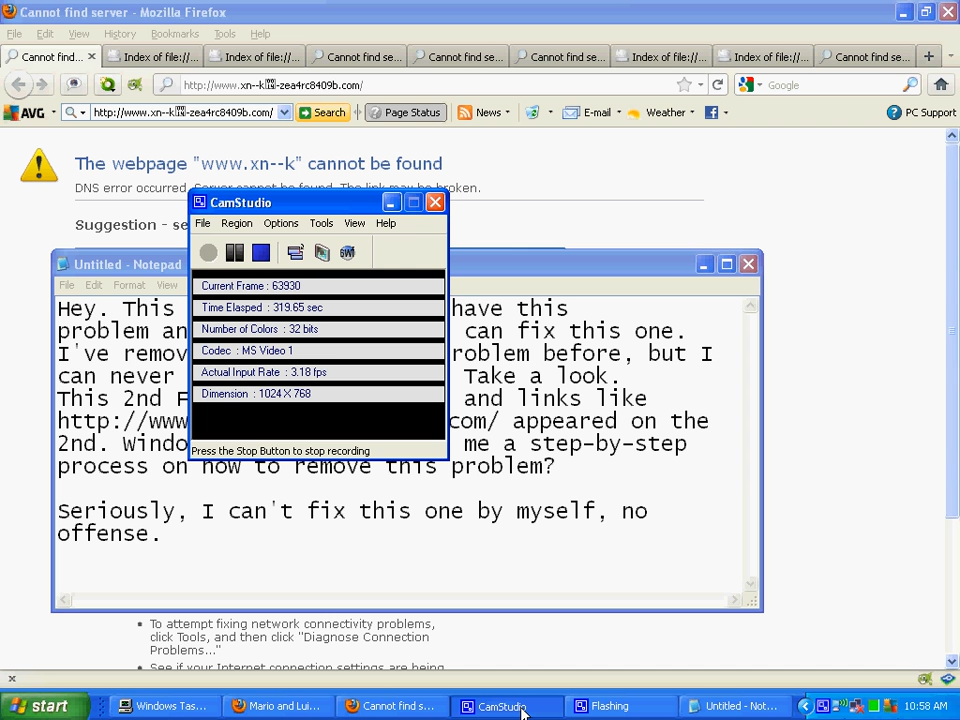 Cannot find server - Mozilla Firefox
File Edit View History Bookmarks Tools Help
Cannot find... Index of file://... Index of file://... Cannot find se... Cannot find se... Cannot find se... Index of file://... Index of file://... Cannot find se...
Google
AVG Search Page Status News E-mail Weather PC Support
The webpage "www.xn--k" cannot be found
DNS error occurred. Server cannot be found. The link may be broken.
Suggestion - se
CamStudio
File Region Options Tools View Help
Current Frame : 63930
Time Elasped : 319.65 sec
Number of Colors : 32 bits
Codec : MS Video 1
Actual Input Rate : 3.18 fps
Dimension : 1024 X 768
Press the Stop Button to stop recording
Untitled - Notepad
File Edit Format View
Hey. This have this
problem an can fix this one.
I've remov roblem before, but I
can never Take a look.
This 2nd F and links like
http://www com/ appeared on the
2nd. Windo me a step-by-step
process on how to remove this problem?
Seriously, I can't fix this one by myself, no
offense.
• To attempt fixing network connectivity problems,
click Tools, and then click "Diagnose Connection
Problems..."
• See if your Internet connection settings are being
start Windows Tas... Mario and Lui... Cannot find s... CamStudio Flashing Untitled - Not... 10:58 AM